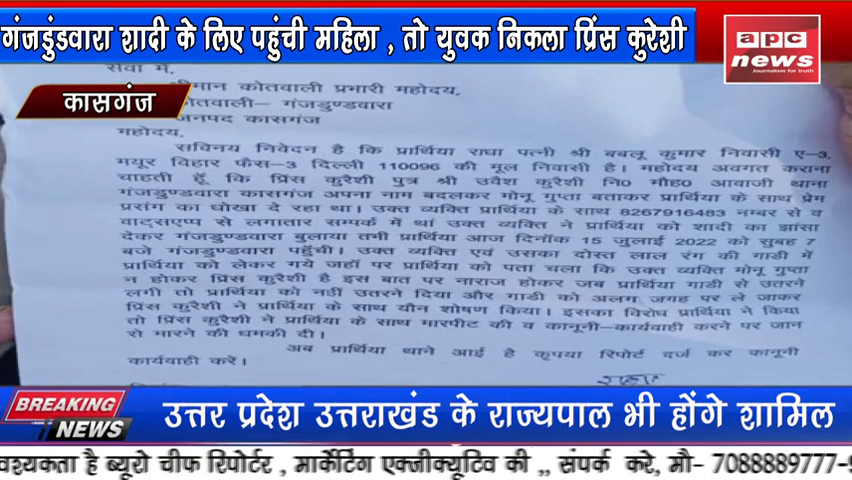 गंजडुंडवारा शादी के लिए पहुंची महिला , तो युवक निकला प्रिंस कुरेशी
apc
news
Journalism for truth
सेवा में,
श्रीमान कोतवाली प्रभारी महोदय,
कासगंज
कोतवाली– गंजडुण्डवारा
जनपद कासगंज
महोदय,
सविनय निवेदन है कि प्रार्थिया राधा पत्नी श्री बबलू कुमार निवासी ए-3,
मयूर विहार फैस-3 दिल्ली 110096 की मूल निवासी है। महोदय अवगत कराना
चाहती हूँ कि प्रिंस कुरैशी पुत्र श्री उवैश कुरैशी नि0 मौह0 आवाजी थाना
गंजडुण्डवारा कासगंज अपना नाम बदलकर मोनू गुप्ता बताकर प्रार्थिया के साथ प्रेम
प्रसंग का धोखा दे रहा था। उक्त व्यक्ति प्रार्थिया के साथ 8267916483 नम्बर से व
वाट्सएप्प से लगातार सम्पर्क में थां उक्त व्यक्ति ने प्रार्थिया को शादी का झांसा
देकर गंजडुण्डवारा बुलाया तभी प्रार्थिया आज दिनाँक 15 जुलाई 2022 को सुबह 7
बजे गंजडुण्डवारा पहुँची। उक्त व्यक्ति एवं उसका दोस्त लाल रंग की गाडी में
प्रार्थिया को लेकर गये जहाँ पर प्रार्थिया को पता चला कि उक्त व्यक्ति मोनू गुप्ता
न होकर प्रिंस कुरैशी है इस बात पर नाराज होकर जब प्रार्थिया गाडी से उतरने
लगी तो प्रार्थिया को नहीं उतरने दिया और गाडी को अलग जगह पर ले जाकर
प्रिंस कुरैशी ने प्रार्थिया के साथ यौन शोषण किया। इसका विरोध प्रार्थिया ने किया
तो प्रिंस कुरैशी ने प्रार्थिया के साथ मारपीट की व कानूनी–कार्यवाही करने पर जान
से मारने की धमकी दी।
अब प्रार्थिया थाने आई है कृपया रिपोर्ट दर्ज कर कानूनी
कार्यवाही करें।
BREAKING
NEWS
उत्तर प्रदेश उत्तराखंड के राज्यपाल भी होंगे शामिल
वश्यकता है ब्यूरो चीफ रिपोर्टर , मार्केटिंग एक्जीक्यूटिव की ,, संपर्क करे, मौ- 7088889777-9